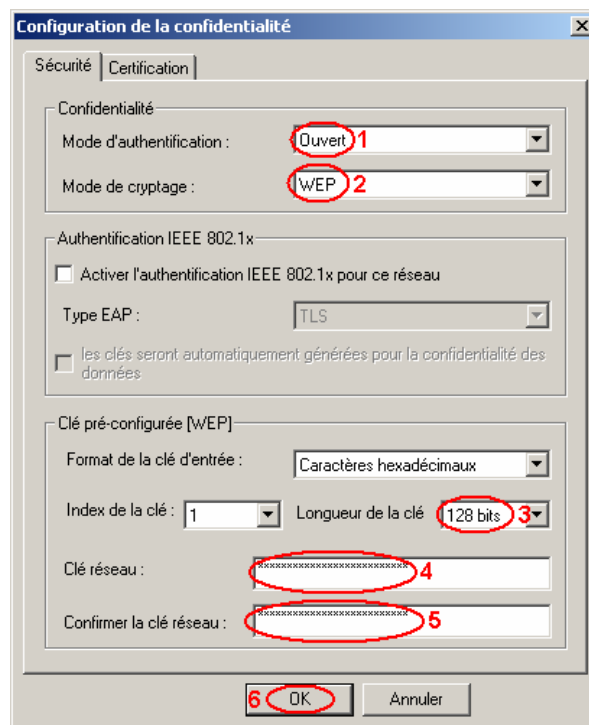 Configuration de la confidentialité
Sécurité Certification
Confidentialité
Mode d'authentification : Ouvert 1
Mode de cryptage : WEP 2
Authentification IEEE 802.1x
Activer l'authentification IEEE 802.1x pour ce réseau
Type EAP : TLS
les clés seront automatiquement générées pour la confidentialité des
données
Clé pré-configurée [WEP]
Format de la clé d'entrée : Caractères hexadécimaux
Index de la clé : 1 Longueur de la clé 128 bits 3
Clé réseau : ************************** 4
Confirmer la clé réseau : ************************** 5
6 OK Annuler